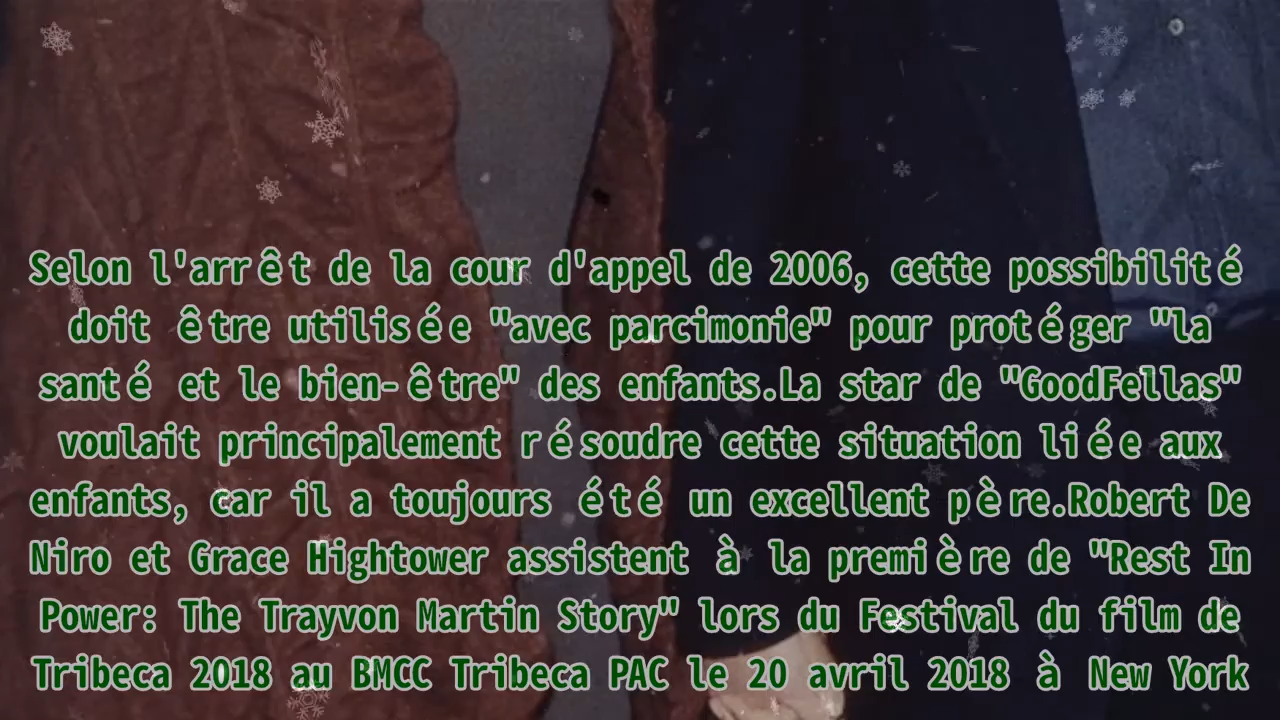 Selon l'arrêt de la cour d'appel de 2006, cette possibilité
doit être utilisée "avec parcimonie" pour protéger "la
santé et le bien-être" des enfants.La star de "GoodFellas"
voulait principalement résoudre cette situation liée aux
enfants, car il a toujours été un excellent père.Robert De
Niro et Grace Hightower assistent à la première de "Rest In
Power: The Trayvon Martin Story" lors du Festival du film de
Tribeca 2018 au BMCC Tribeca PAC le 20 avril 2018 à New York